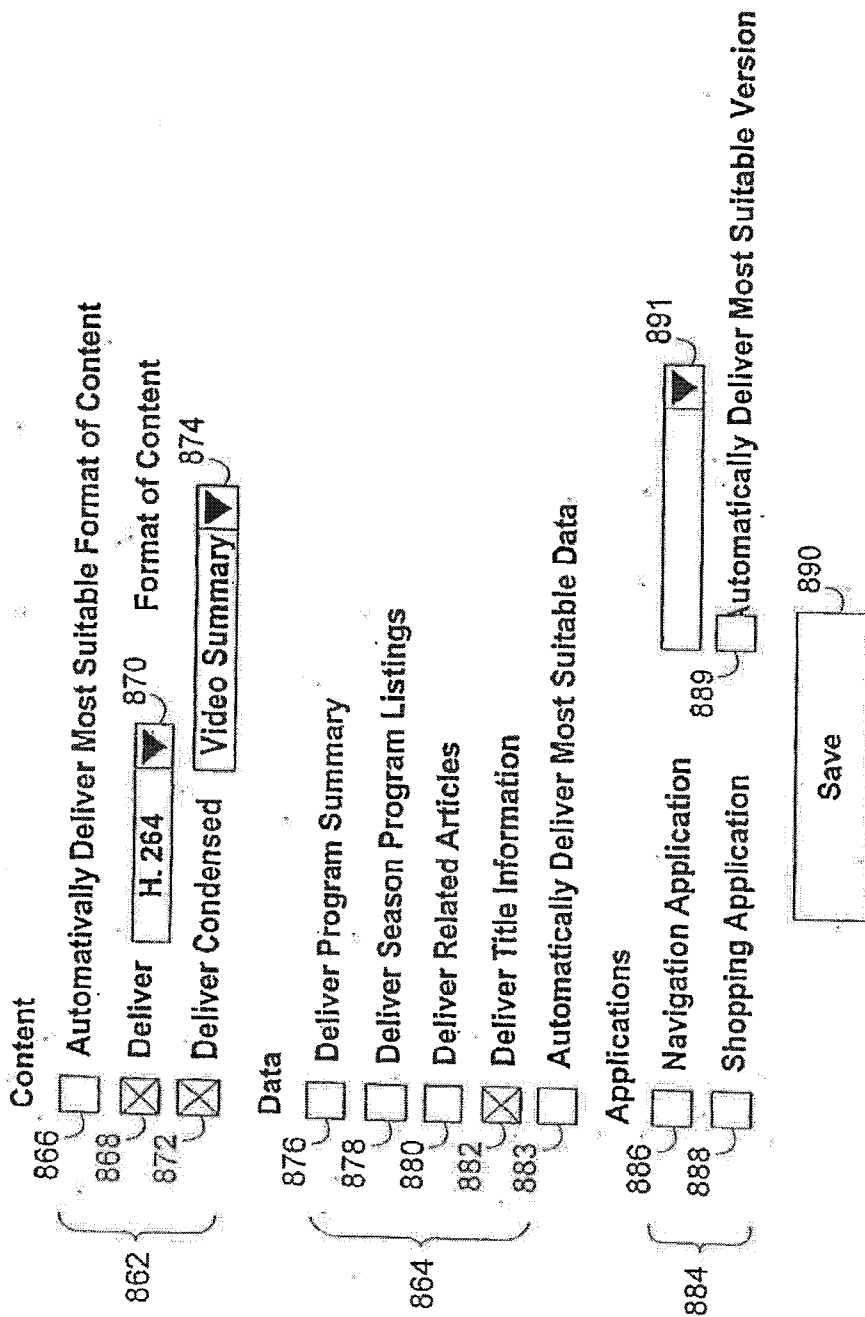 Content
866 Automativally Deliver Most Suitable Format of Content
868 Deliver H. 264 870 Format of Content
872 Deliver Condensed Video Summary 874
862
Data
876 Deliver Program Summary
878 Deliver Season Program Listings
880 Deliver Related Articles
882 Deliver Title Information
883 Automatically Deliver Most Suitable Data
864
Applications
886 Navigation Application 891
888 Shopping Application 889 Automatically Deliver Most Suitable Version
884
Save 890